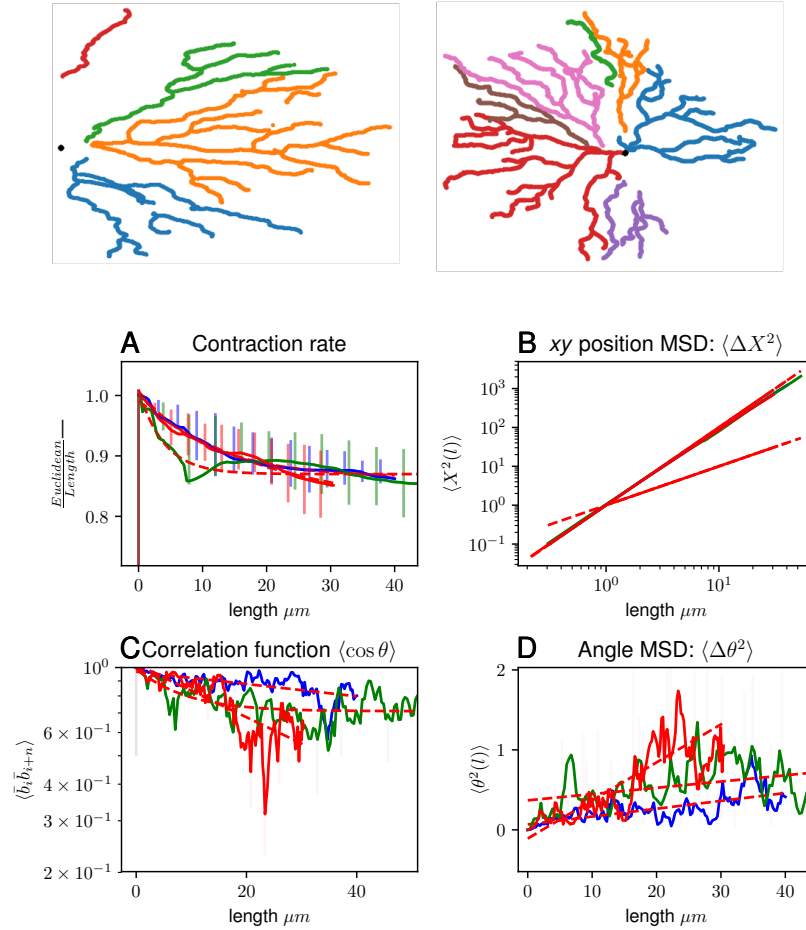 A Contraction rate
1.0
0.9
0.8
Euclidean
Length
0 10 20 30 40
length μm
B xy position MSD: ⟨ΔX²⟩
10³
10²
10¹
10⁰
10⁻¹
⟨X²(l)⟩
10⁰ 10¹
length μm
C Correlation function ⟨cos θ⟩
10⁰
6 × 10⁻¹
4 × 10⁻¹
3 × 10⁻¹
2 × 10⁻¹
⟨b̄ᵢb̄ᵢ₊ₙ⟩
0 20 40
length μm
D Angle MSD: ⟨Δθ²⟩
2
1
0
⟨θ²(l)⟩
0 10 20 30 40
length μm